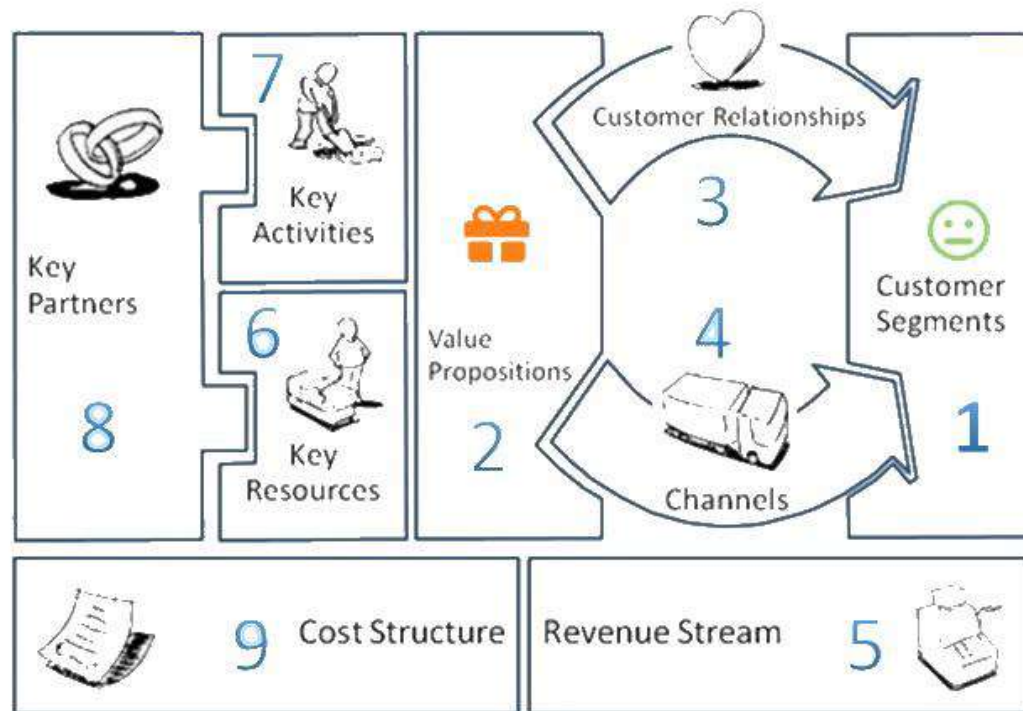 7
Key
Activities
Key
Partners
8
6
Key
Resources
Value
Propositions
2
Customer Relationships
3
4
Channels
Customer
Segments
1
9 Cost Structure
Revenue Stream 5